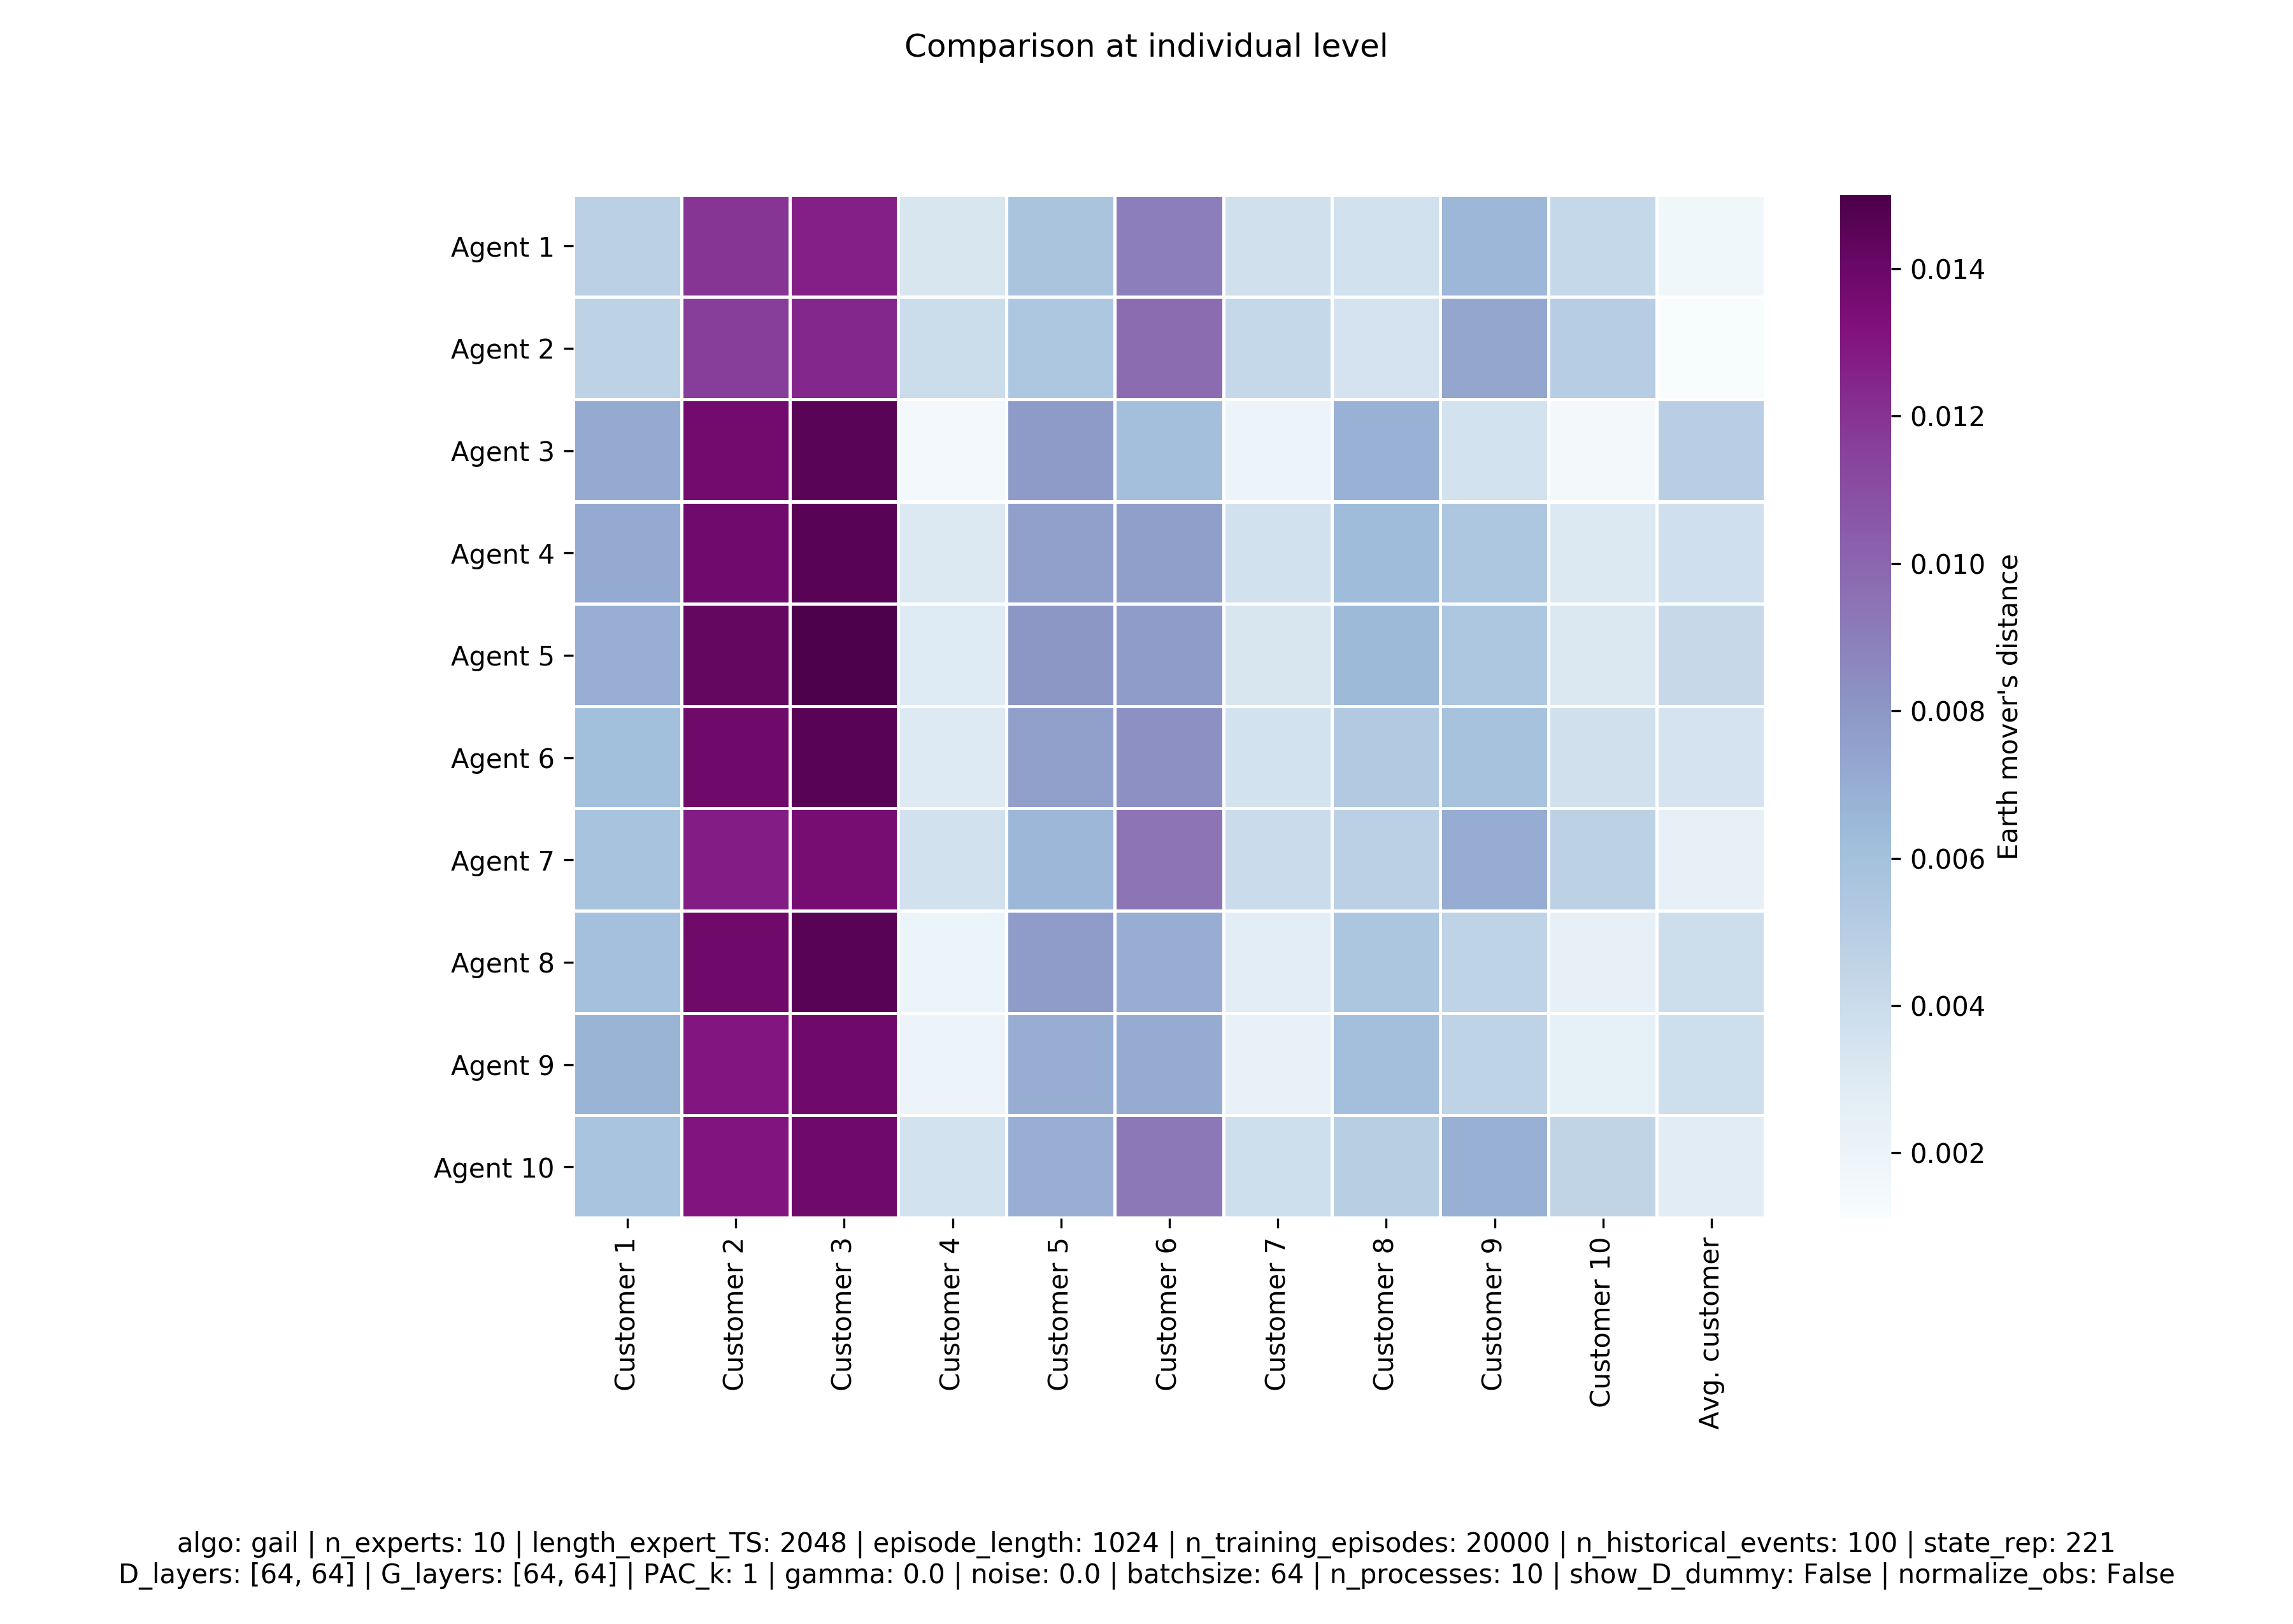 Comparison at individual level
Agent 1
Agent 2
Agent 3
Agent 4
Agent 5
Agent 6
Agent 7
Agent 8
Agent 9
Agent 10
Customer 1
Customer 2
Customer 3
Customer 4
Customer 5
Customer 6
Customer 7
Customer 8
Customer 9
Customer 10
Avg. customer
0.014
0.012
0.010
0.008
0.006
0.004
0.002
Earth mover's distance
algo: gail | n_experts: 10 | length_expert_TS: 2048 | episode_length: 1024 | n_training_episodes: 20000 | n_historical_events: 100 | state_rep: 221
D_layers: [64, 64] | G_layers: [64, 64] | PAC_k: 1 | gamma: 0.0 | noise: 0.0 | batchsize: 64 | n_processes: 10 | show_D_dummy: False | normalize_obs: False